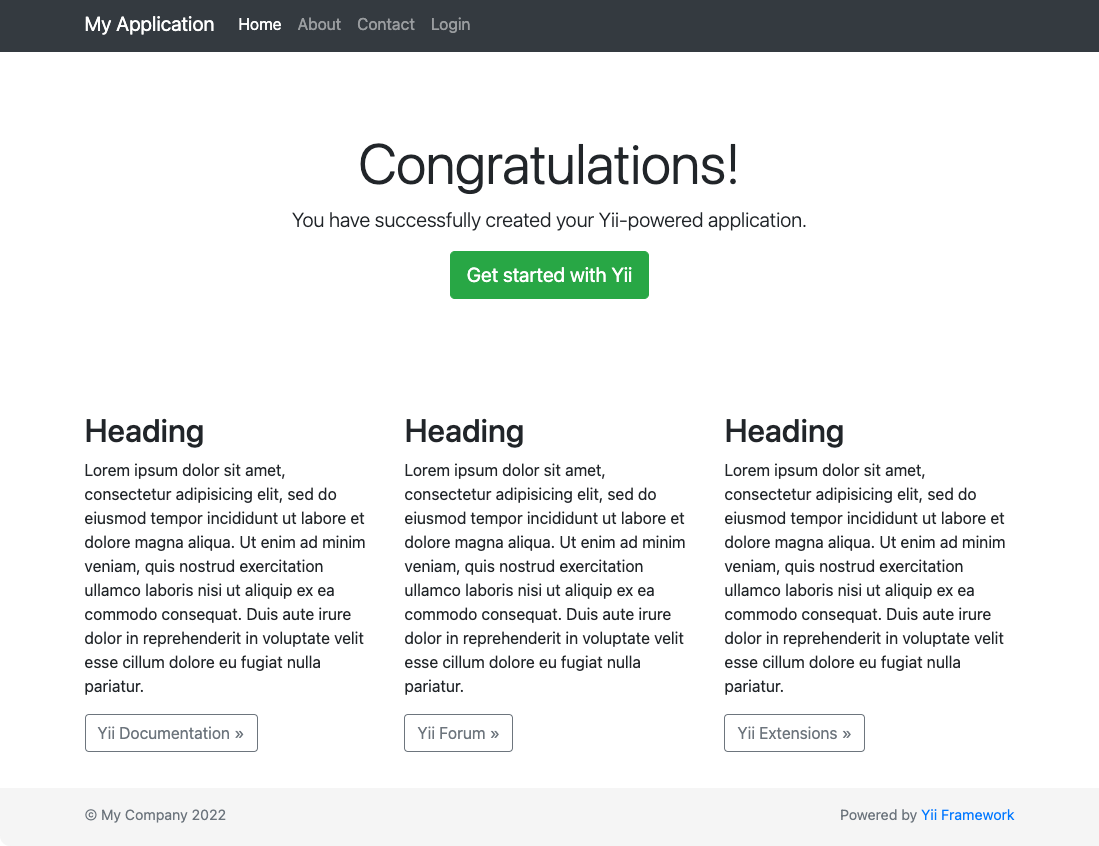 My Application Home About Contact Login
Congratulations!
You have successfully created your Yii-powered application.
Get started with Yii
Heading
Lorem ipsum dolor sit amet,
consectetur adipisicing elit, sed do
eiusmod tempor incididunt ut labore et
dolore magna aliqua. Ut enim ad minim
veniam, quis nostrud exercitation
ullamco laboris nisi ut aliquip ex ea
commodo consequat. Duis aute irure
dolor in reprehenderit in voluptate velit
esse cillum dolore eu fugiat nulla
pariatur.
Yii Documentation »
Heading
Lorem ipsum dolor sit amet,
consectetur adipisicing elit, sed do
eiusmod tempor incididunt ut labore et
dolore magna aliqua. Ut enim ad minim
veniam, quis nostrud exercitation
ullamco laboris nisi ut aliquip ex ea
commodo consequat. Duis aute irure
dolor in reprehenderit in voluptate velit
esse cillum dolore eu fugiat nulla
pariatur.
Yii Forum »
Heading
Lorem ipsum dolor sit amet,
consectetur adipisicing elit, sed do
eiusmod tempor incididunt ut labore et
dolore magna aliqua. Ut enim ad minim
veniam, quis nostrud exercitation
ullamco laboris nisi ut aliquip ex ea
commodo consequat. Duis aute irure
dolor in reprehenderit in voluptate velit
esse cillum dolore eu fugiat nulla
pariatur.
Yii Extensions »
© My Company 2022 Powered by Yii Framework